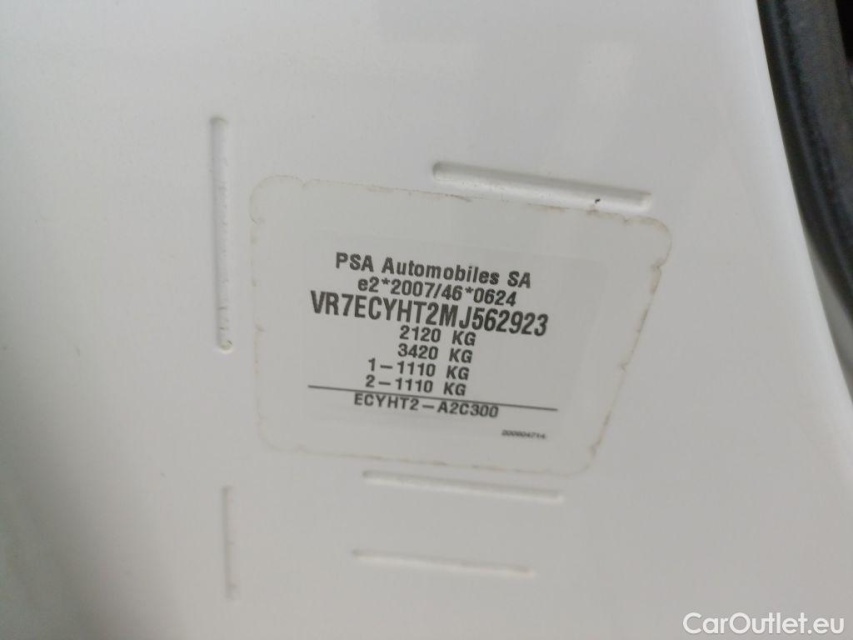 PSA Automobiles SA
e2*2007/46*0624
VR7ECYHT2MJ562923
2120 KG
3420 KG
1-1110 KG
2-1110 KG
ECYHT2-A2C300
CarOutlet.eu